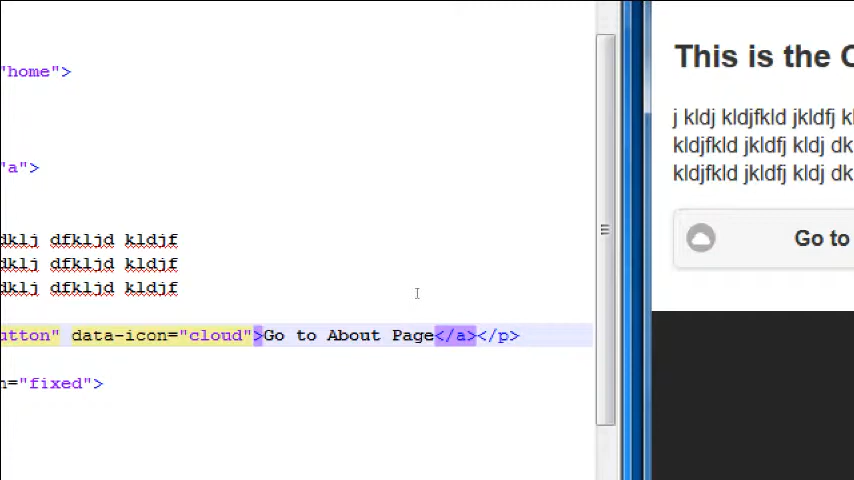 "home">
"a">
dklj dfkljd kldjf
dklj dfkljd kldjf
dklj dfkljd kldjf
utton" data-icon="cloud">Go to About Page</a></p>
n="fixed">
This is the C
j kldj kldjfkld jkldfj k
kldjfkld jkldfj kldj dk
kldjfkld jkldfj kldj dk
Go to